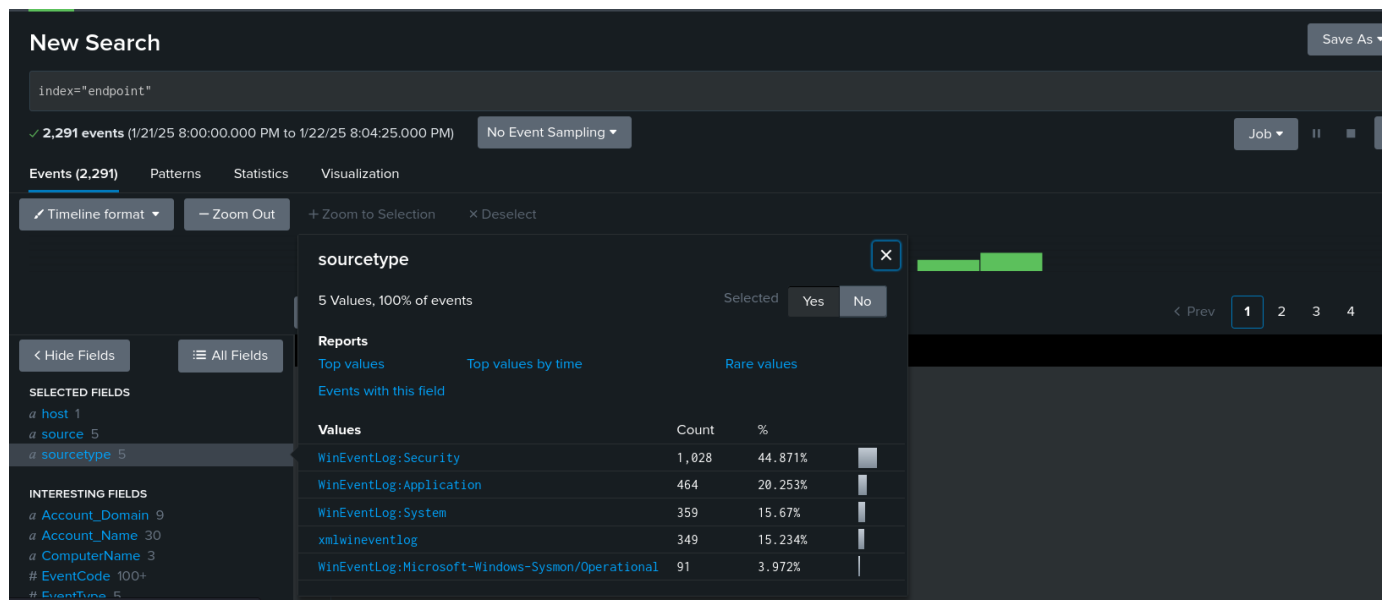 New Search
Save As
index="endpoint"
2,291 events (1/21/25 8:00:00.000 PM to 1/22/25 8:04:25.000 PM)
No Event Sampling
Job
Events (2,291) Patterns Statistics Visualization
Timeline format — Zoom Out + Zoom to Selection × Deselect
sourcetype
5 Values, 100% of events
Selected Yes No
< Prev 1 2 3 4
Reports
Top values Top values by time Rare values
Events with this field
Values Count %
WinEventLog:Security 1,028 44.871%
WinEventLog:Application 464 20.253%
WinEventLog:System 359 15.67%
xmlwineventlog 349 15.234%
WinEventLog:Microsoft-Windows-Sysmon/Operational 91 3.972%
< Hide Fields All Fields
SELECTED FIELDS
a host 1
a source 5
a sourcetype 5
INTERESTING FIELDS
a Account_Domain 9
a Account_Name 30
a ComputerName 3
# EventCode 100+
# EventType 5